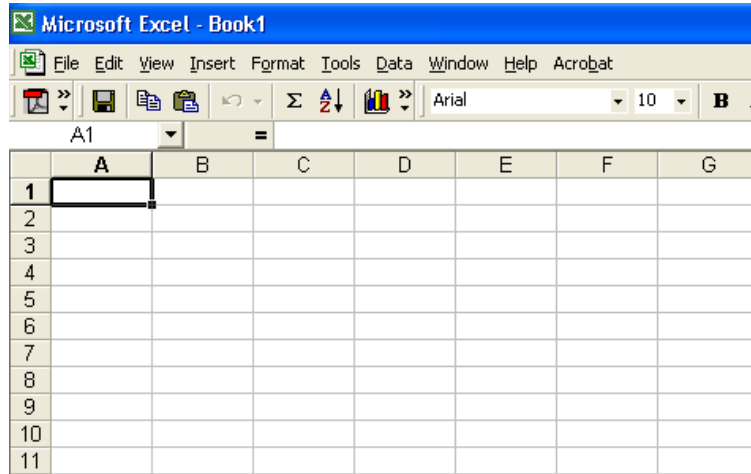 Microsoft Excel - Book1
File Edit View Insert Format Tools Data Window Help Acrobat
Σ Arial 10 B
A1 =
A B C D E F G
1
2
3
4
5
6
7
8
9
10
11